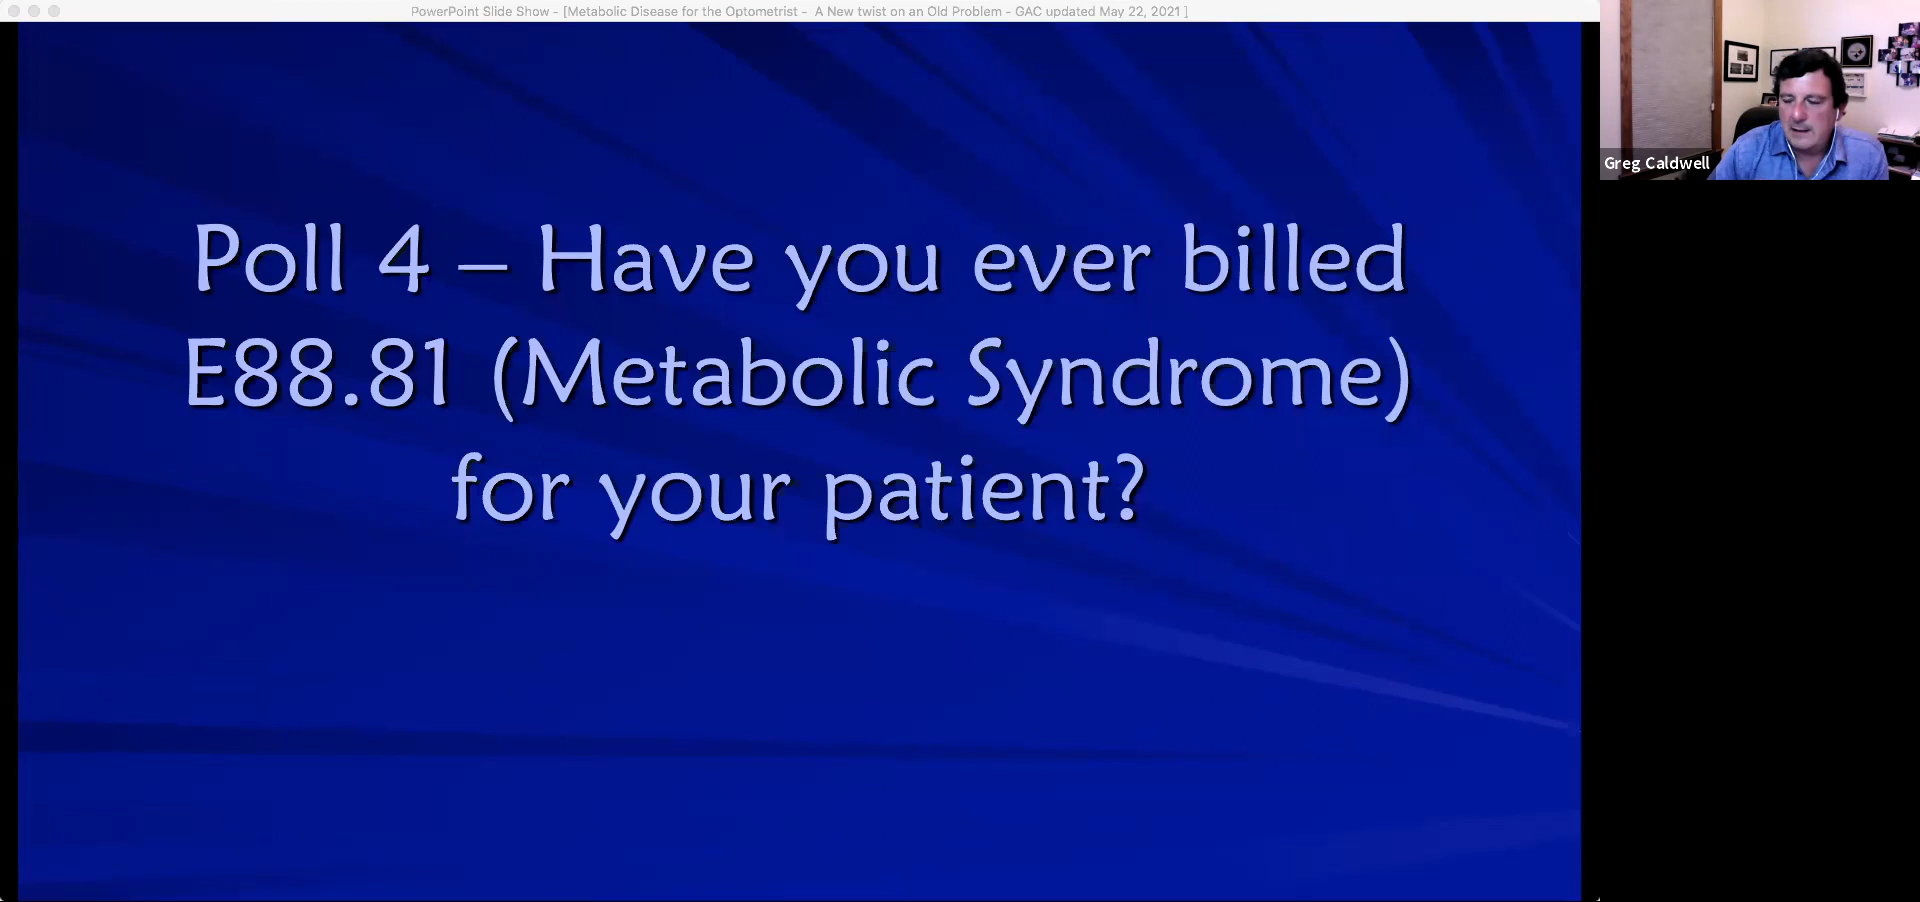 PowerPoint Slide Show - [Metabolic Disease for the Optometrist -  A New twist on an Old Problem - GAC updated May 22, 2021 ]
Greg Caldwell
Poll 4 – Have you ever billed
E88.81 (Metabolic Syndrome)
for your patient?